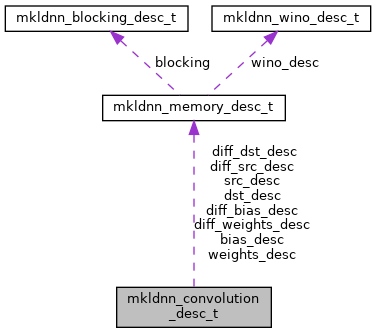 mkldnn_blocking_desc_t
mkldnn_wino_desc_t
blocking
wino_desc
mkldnn_memory_desc_t
diff_dst_desc
diff_src_desc
src_desc
dst_desc
diff_bias_desc
diff_weights_desc
bias_desc
weights_desc
mkldnn_convolution
_desc_t